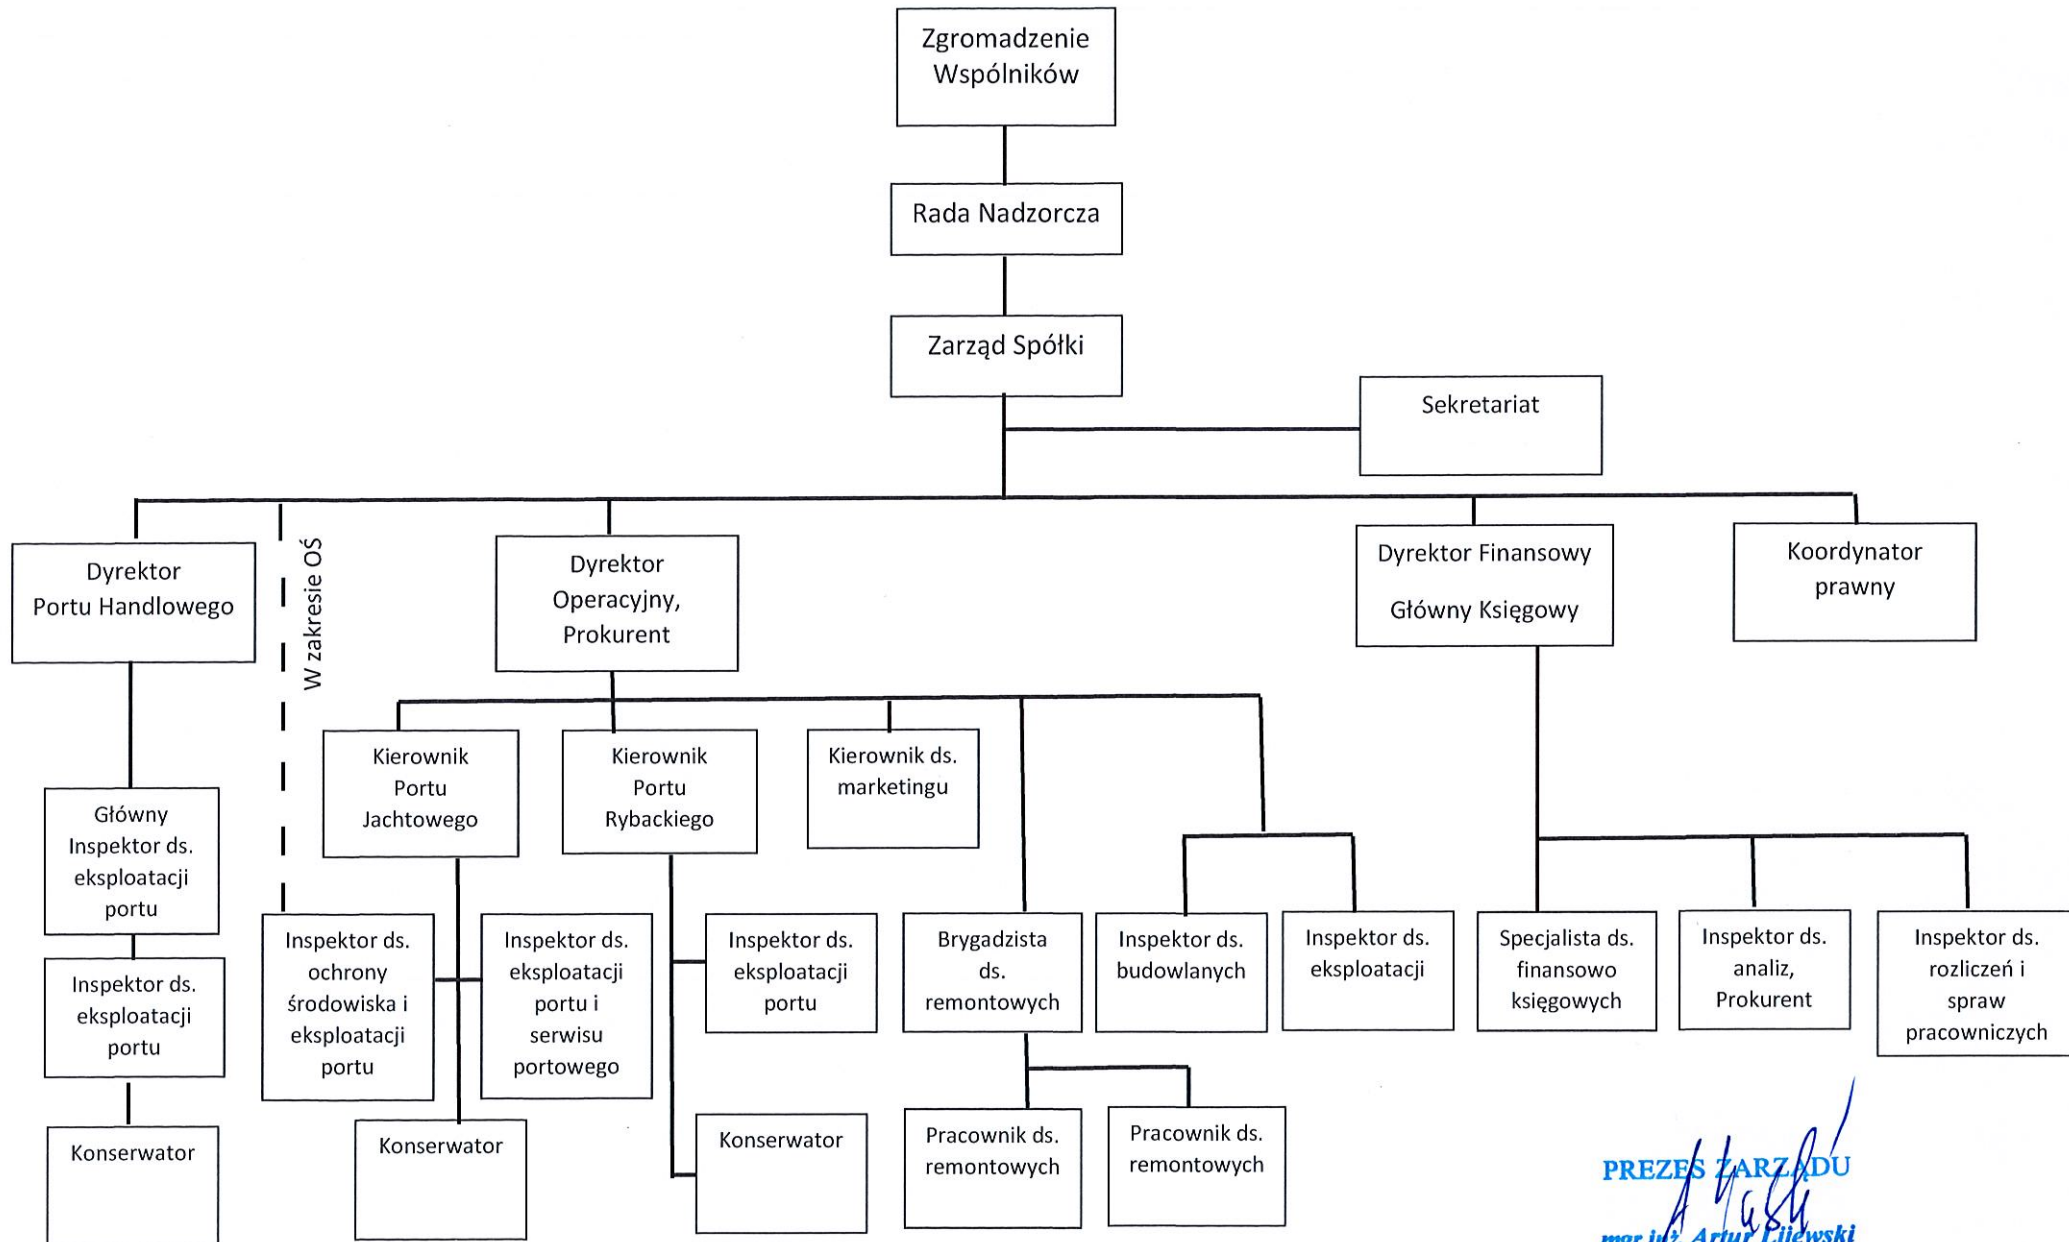 Zgromadzenie
Wspólników
Rada Nadzorcza
Zarząd Spółki
Sekretariat
Dyrektor
Portu Handlowego
W zakresie OŚ
Dyrektor
Operacyjny,
Prokurent
Dyrektor Finansowy
Główny Księgowy
Koordynator
prawny
Kierownik
Portu
Jachtowego
Kierownik
Portu
Rybackiego
Kierownik ds.
marketingu
Główny
Inspektor ds.
eksploatacji
portu
Inspektor ds.
eksploatacji
portu
Konserwator
Inspektor ds.
ochrony
środowiska i
eksploatacji
portu
Inspektor ds.
eksploatacji
portu i
serwisu
portowego
Inspektor ds.
eksploatacji
portu
Brygadzista
ds.
remontowych
Inspektor ds.
budowlanych
Inspektor ds.
eksploatacji
Specjalista ds.
finansowo
księgowych
Inspektor ds.
analiz,
Prokurent
Inspektor ds.
rozliczeń i
spraw
pracowniczych
Konserwator
Konserwator
Pracownik ds.
remontowych
Pracownik ds.
remontowych
PREZES ZARZĄDU
mgr inż. Artur Lijewski